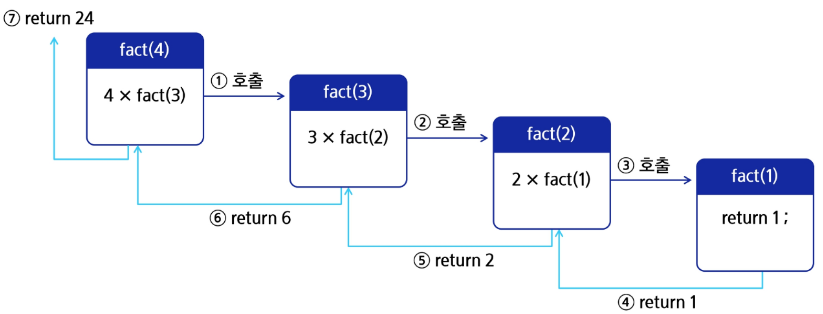 ⑦ return 24
fact(4)
4 × fact(3)
① 호출
fact(3)
3 × fact(2)
② 호출
fact(2)
2 × fact(1)
③ 호출
fact(1)
return 1 ;
⑥ return 6
⑤ return 2
④ return 1